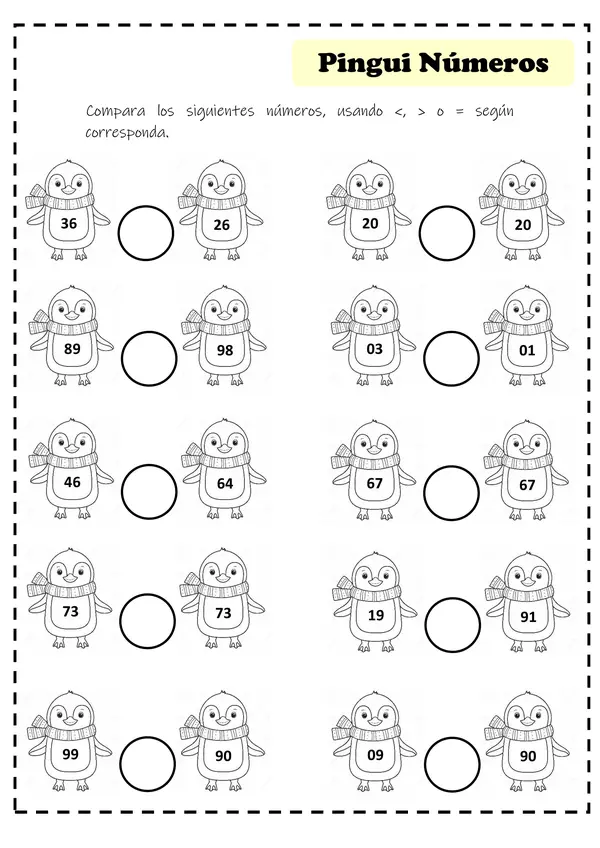 Pingui Números
Compara los siguientes números, usando <, > o = según
corresponda.
36 26 20 20
89 98 03 01
46 64 67 67
73 73 19 91
99 90 09 90